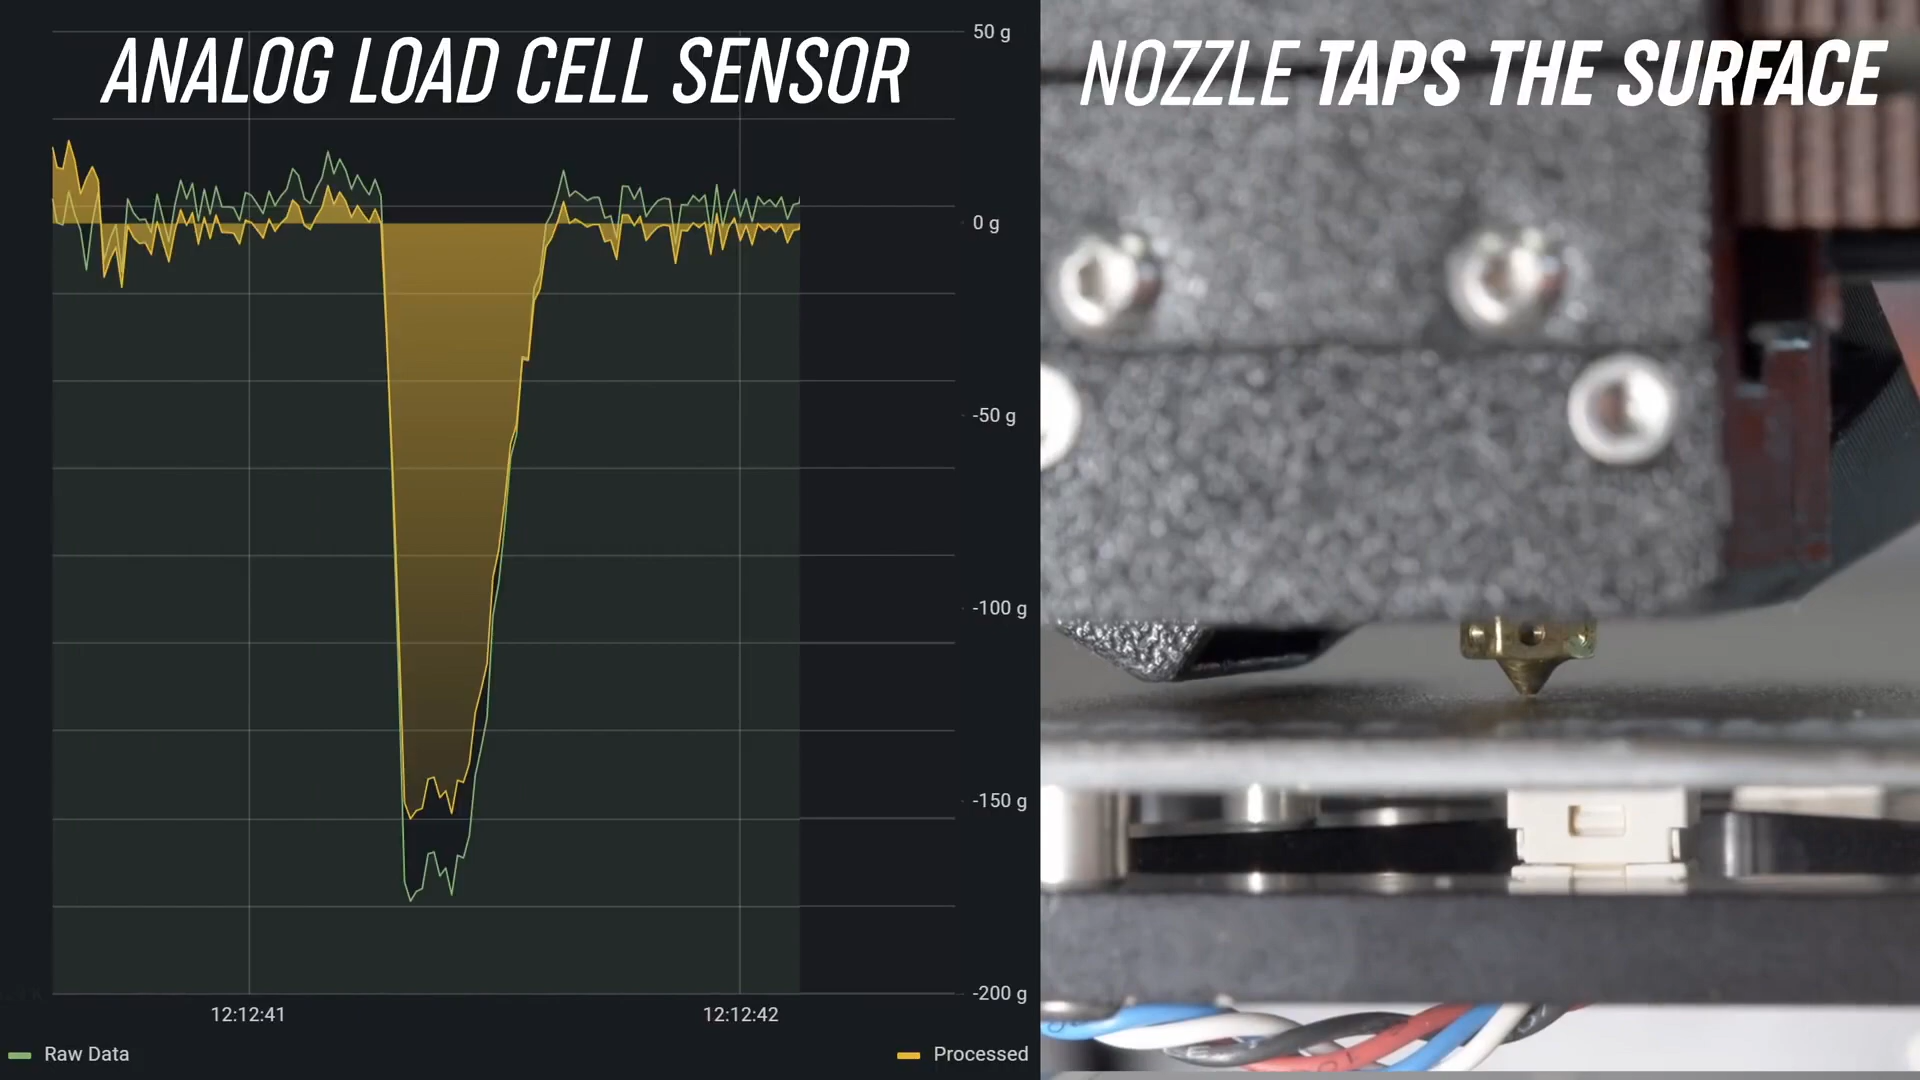 ANALOG LOAD CELL SENSOR
NOZZLE TAPS THE SURFACE
50 g
0 g
-50 g
-100 g
-150 g
-200 g
12:12:41
12:12:42
Raw Data
Processed